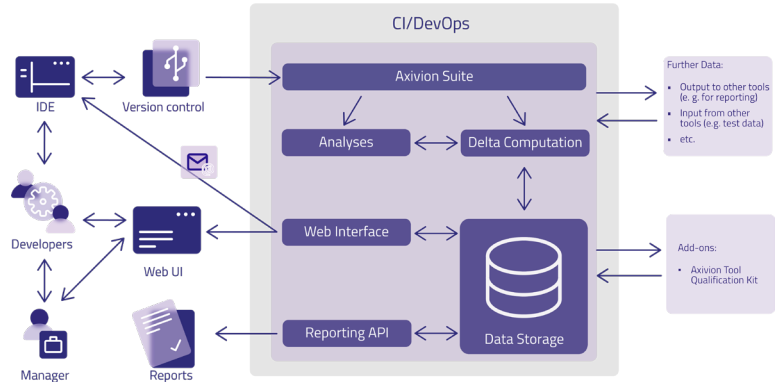 CI/DevOps
Axivion Suite
Further Data:
Output to other tools
(e. g. for reporting)
Input from other
tools (e.g. test data)
etc.
IDE
Version control
Analyses
Delta Computation
Developers
Web UI
Web Interface
Add-ons:
Axivion Tool
Qualification Kit
Data Storage
Reporting API
Manager
Reports